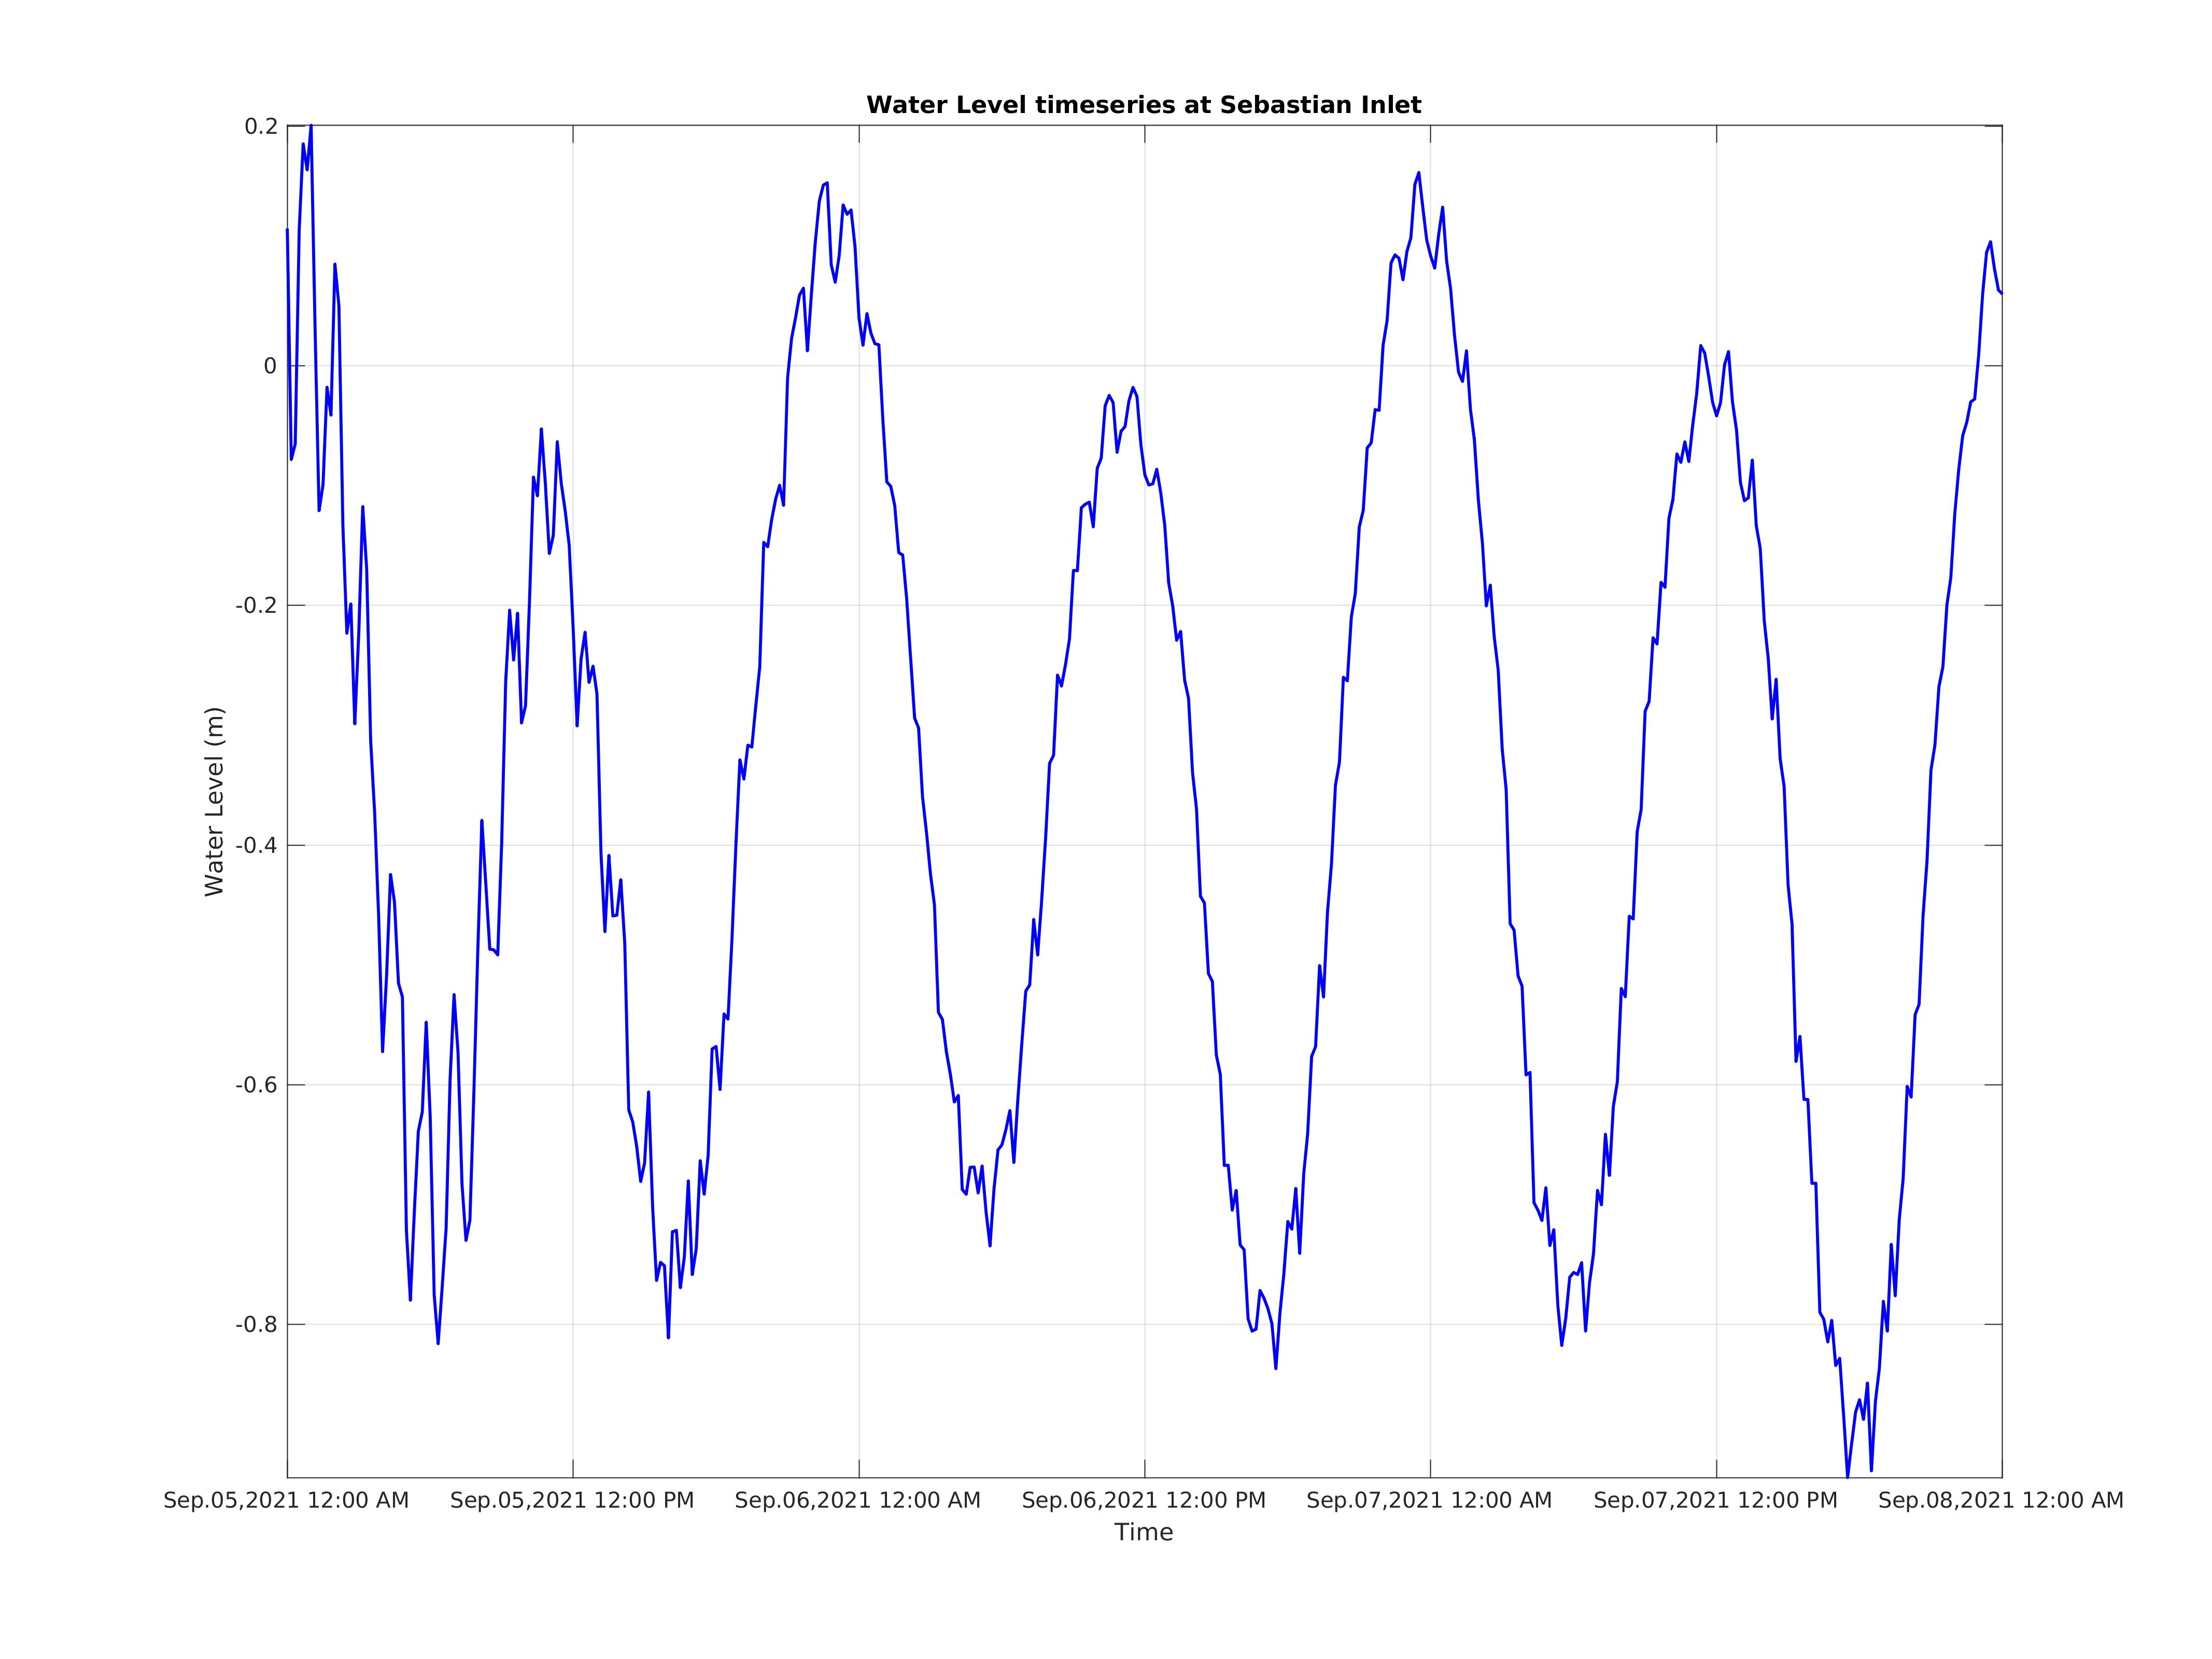 Water Level timeseries at Sebastian Inlet
0.2
0
-0.2
-0.4
-0.6
-0.8
Water Level (m)
Sep.05,2021 12:00 AM
Sep.05,2021 12:00 PM
Sep.06,2021 12:00 AM
Sep.06,2021 12:00 PM
Sep.07,2021 12:00 AM
Sep.07,2021 12:00 PM
Sep.08,2021 12:00 AM
Time